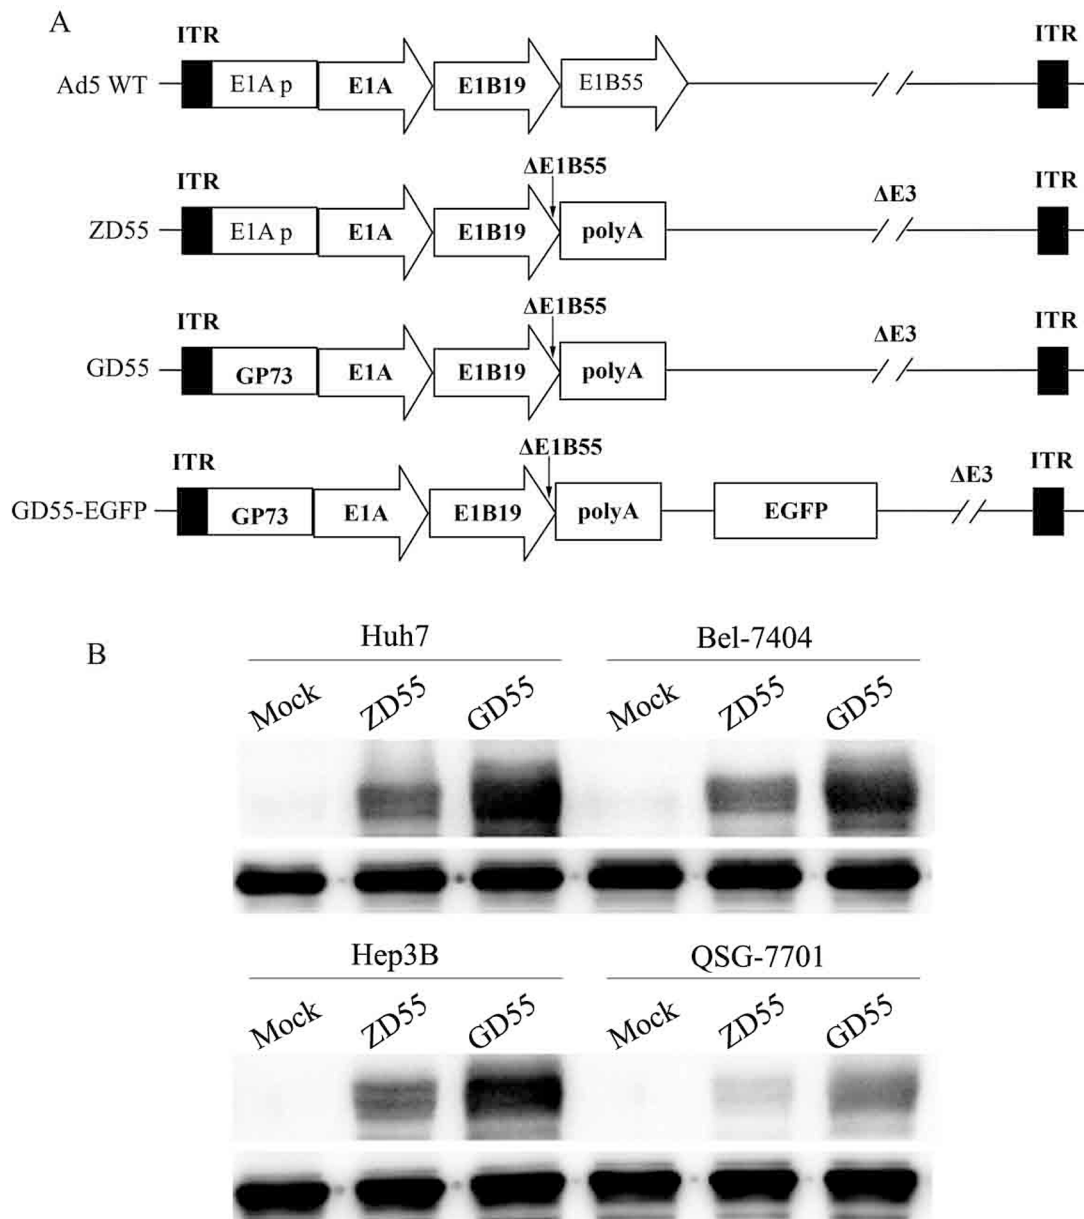 A
ITR ITR
Ad5 WT E1A p E1A E1B19 E1B55
ΔE1B55
ITR ΔE3 ITR
ZD55 E1A p E1A E1B19 polyA
ΔE1B55
ITR ΔE3 ITR
GD55 GP73 E1A E1B19 polyA
ΔE1B55
ITR ΔE3 ITR
GD55-EGFP GP73 E1A E1B19 polyA EGFP
B
Huh7 Bel-7404
Mock ZD55 GD55 Mock ZD55 GD55
Hep3B QSG-7701
Mock ZD55 GD55 Mock ZD55 GD55